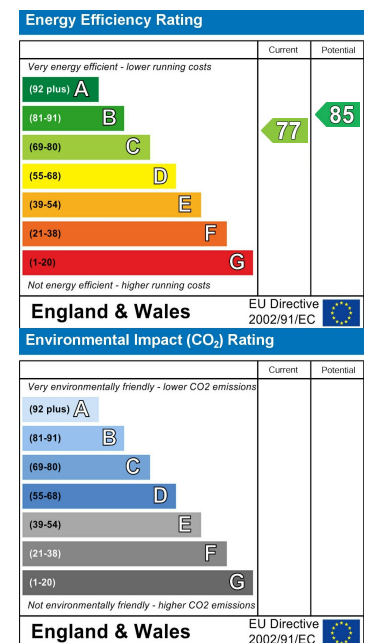 Energy Efficiency Rating
Current Potential
Very energy efficient - lower running costs
(92 plus) A
(81-91) B
(69-80) C
(55-68) D
(39-54) E
(21-38) F
(1-20) G
77
85
Not energy efficient - higher running costs
England & Wales
EU Directive
2002/91/EC
Environmental Impact (CO₂) Rating
Current Potential
Very environmentally friendly - lower CO2 emissions
(92 plus) A
(81-91) B
(69-80) C
(55-68) D
(39-54) E
(21-38) F
(1-20) G
Not environmentally friendly - higher CO2 emissions
England & Wales
EU Directive
2002/91/EC